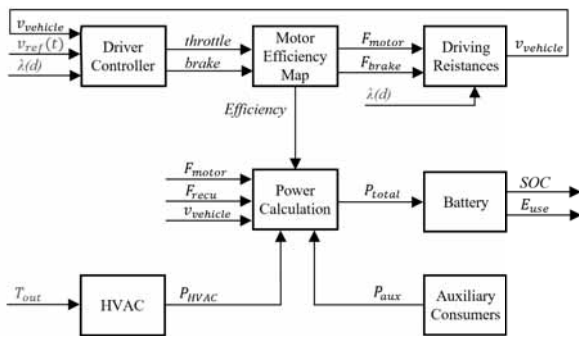 v_vehicle
v_ref(t)
λ(d)
Driver
Controller
throttle
brake
Motor
Efficiency
Map
F_motor
F_brake
Driving
Reistances
v_vehicle
λ(d)
Efficiency
F_motor
F_recu
v_vehicle
Power
Calculation
P_total
Battery
SOC
E_use
T_out
HVAC
P_HVAC
P_aux
Auxiliary
Consumers